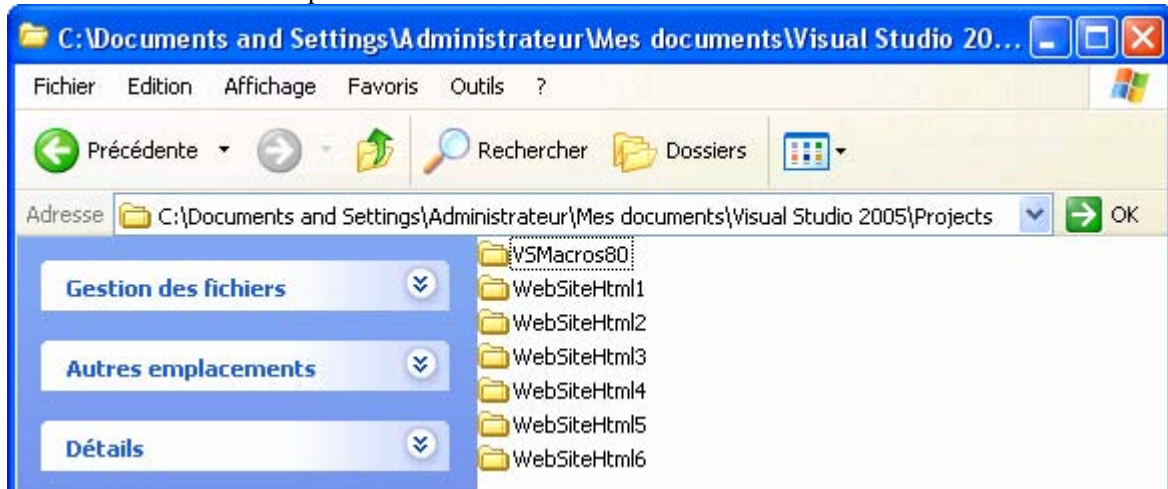 C:\Documents and Settings\Administrateur\Mes documents\Visual Studio 20...
Fichier Edition Affichage Favoris Outils ?
Précédente Rechercher Dossiers
Adresse C:\Documents and Settings\Administrateur\Mes documents\Visual Studio 2005\Projects OK
VSMacros80
Gestion des fichiers WebSiteHtml1
WebSiteHtml2
Autres emplacements WebSiteHtml3
WebSiteHtml4
Détails WebSiteHtml5
WebSiteHtml6